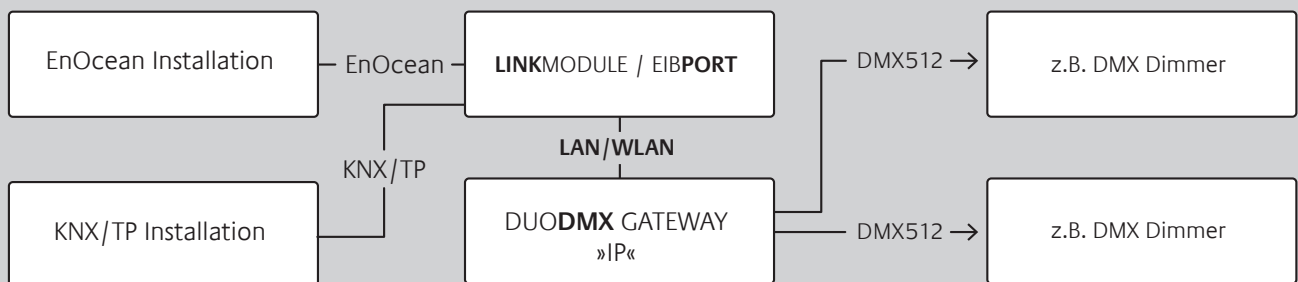 EnOcean Installation
EnOcean
LINKMODULE / EIBPORT
DMX512
z.B. DMX Dimmer
LAN/WLAN
KNX/TP
KNX/TP Installation
DUODMX GATEWAY
»IP«
DMX512
z.B. DMX Dimmer